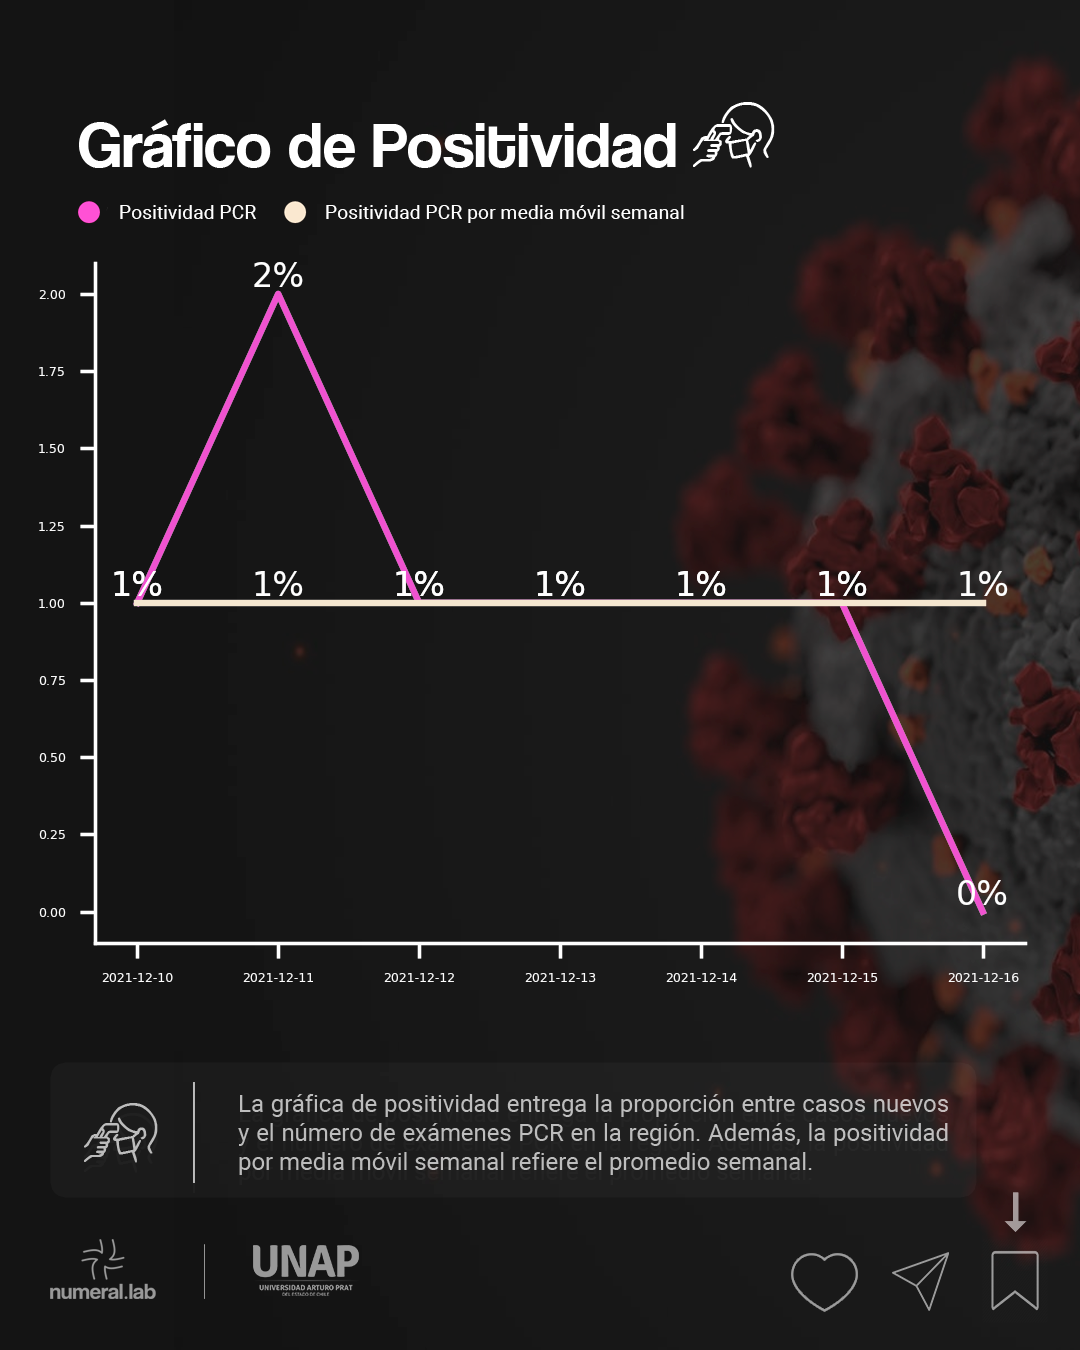 Gráfico de Positividad
Positividad PCR
Positividad PCR por media móvil semanal
2%
2.00
1.75
1.50
1.25
1% 1% 1% 1% 1% 1% 1%
1.00
0.75
0.50
0.25
0%
0.00
2021-12-10 2021-12-11 2021-12-12 2021-12-13 2021-12-14 2021-12-15 2021-12-16
La gráfica de positividad entrega la proporción entre casos nuevos
y el número de exámenes PCR en la región. Además, la positividad
por media móvil semanal refiere el promedio semanal.
numeral.lab
UNAP
UNIVERSIDAD ARTURO PRAT
DEL ESTADO DE CHILE